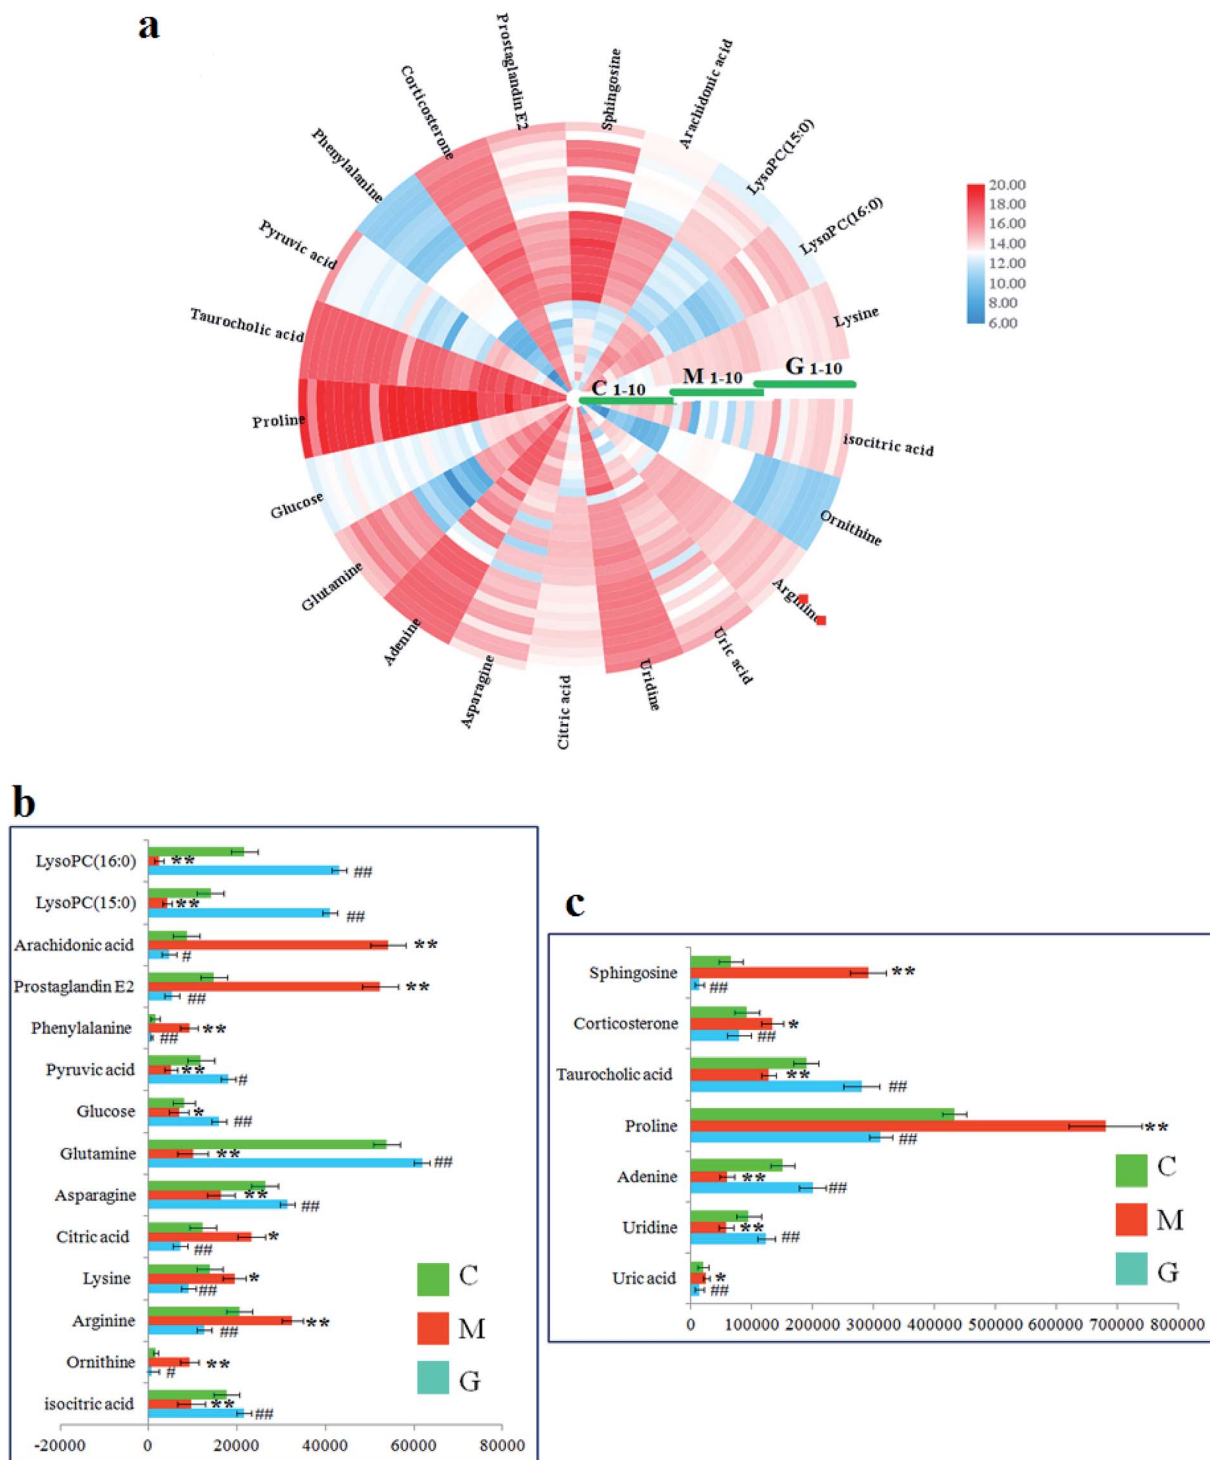 a
Prostaglandin E2
Sphingosine
Arachidonic acid
Corticosterone
LysoPC(15:0)
Phenylalanine
LysoPC(16:0)
Pyruvic acid
Lysine
Taurocholic acid
G 1-10
M 1-10
C 1-10
Proline
isocitric acid
Glucose
Ornithine
Glutamine
Arginine
Adenine
Uric acid
Asparagine
Uridine
Citric acid
20.00
18.00
16.00
14.00
12.00
10.00
8.00
6.00
b
LysoPC(16:0)
**
##
LysoPC(15:0)
**
##
Arachidonic acid
**
#
Prostaglandin E2
**
##
Phenylalanine
**
##
Pyruvic acid
**
#
Glucose
*
##
Glutamine
**
##
Asparagine
**
##
Citric acid
*
##
Lysine
*
##
Arginine
**
##
Ornithine
**
#
isocitric acid
**
##
C
M
G
-20000 0 20000 40000 60000 80000
c
Sphingosine
**
##
Corticosterone
*
##
Taurocholic acid
**
##
Proline
**
##
Adenine
**
##
Uridine
**
##
Uric acid
*
##
C
M
G
0 100000 200000 300000 400000 500000 600000 700000 800000